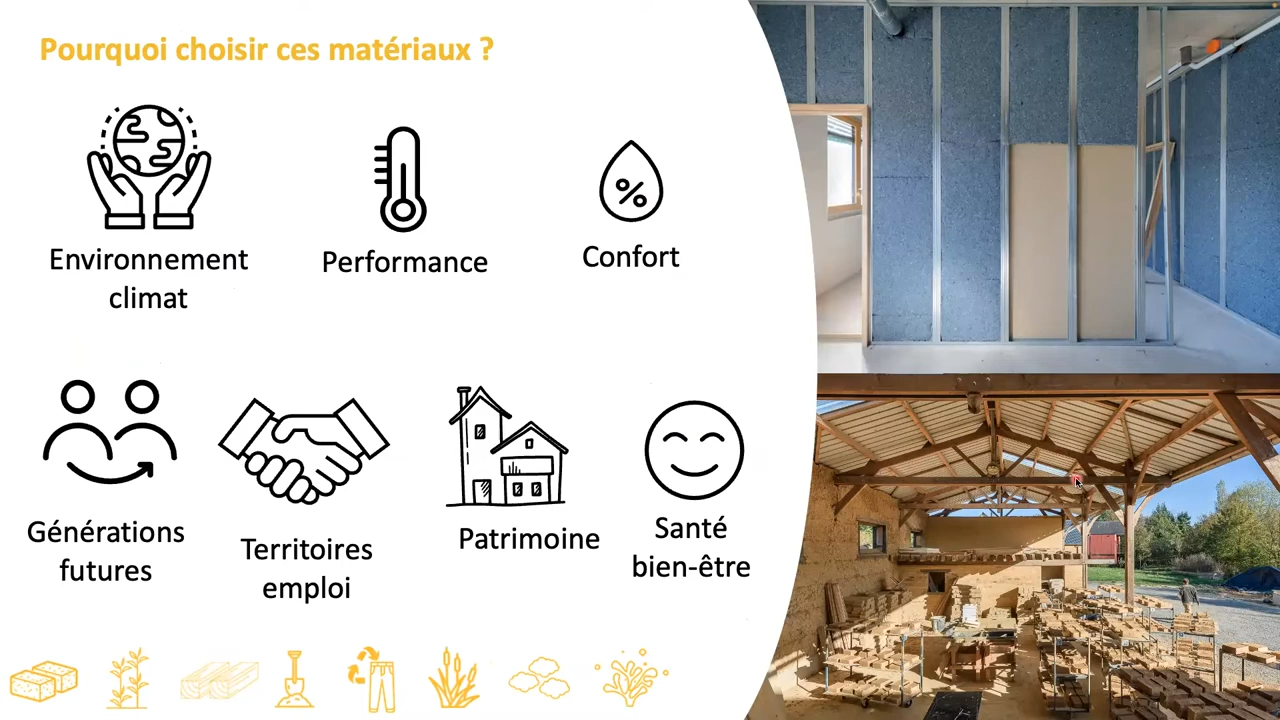 Pourquoi choisir ces matériaux ?
Environnement
climat
Performance
%
Confort
Générations
futures
Territoires
emploi
Patrimoine
Santé
bien-être